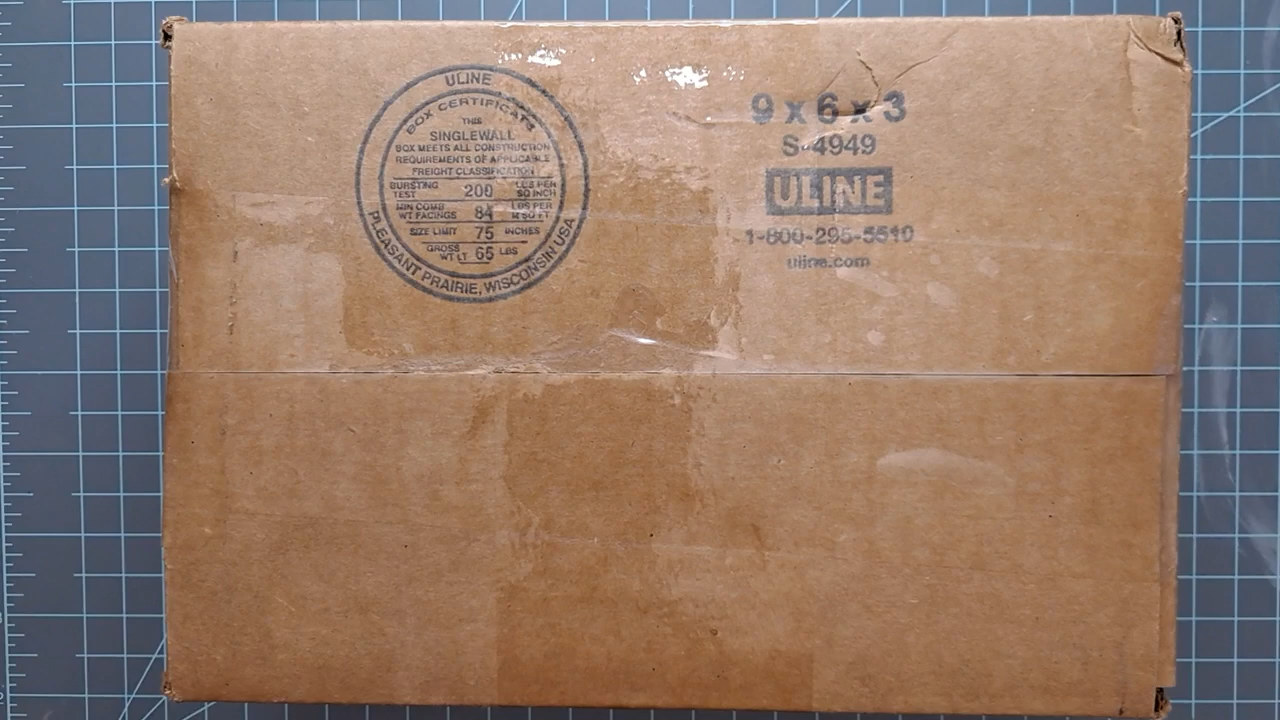 ULINE
BOX CERTIFICATE
THIS
SINGLEWALL
BOX MEETS ALL CONSTRUCTION
REQUIREMENTS OF APPLICABLE
FREIGHT CLASSIFICATION
BURSTING TEST 200 LBS PER SQ INCH
MIN COMB WT FACINGS 84 LBS PER M SQ FT
SIZE LIMIT 75 INCHES
GROSS WT LT 65 LBS
PLEASANT PRAIRIE, WISCONSIN USA
9 x 6 x 3
S-4949
ULINE
1-800-295-5510
uline.com